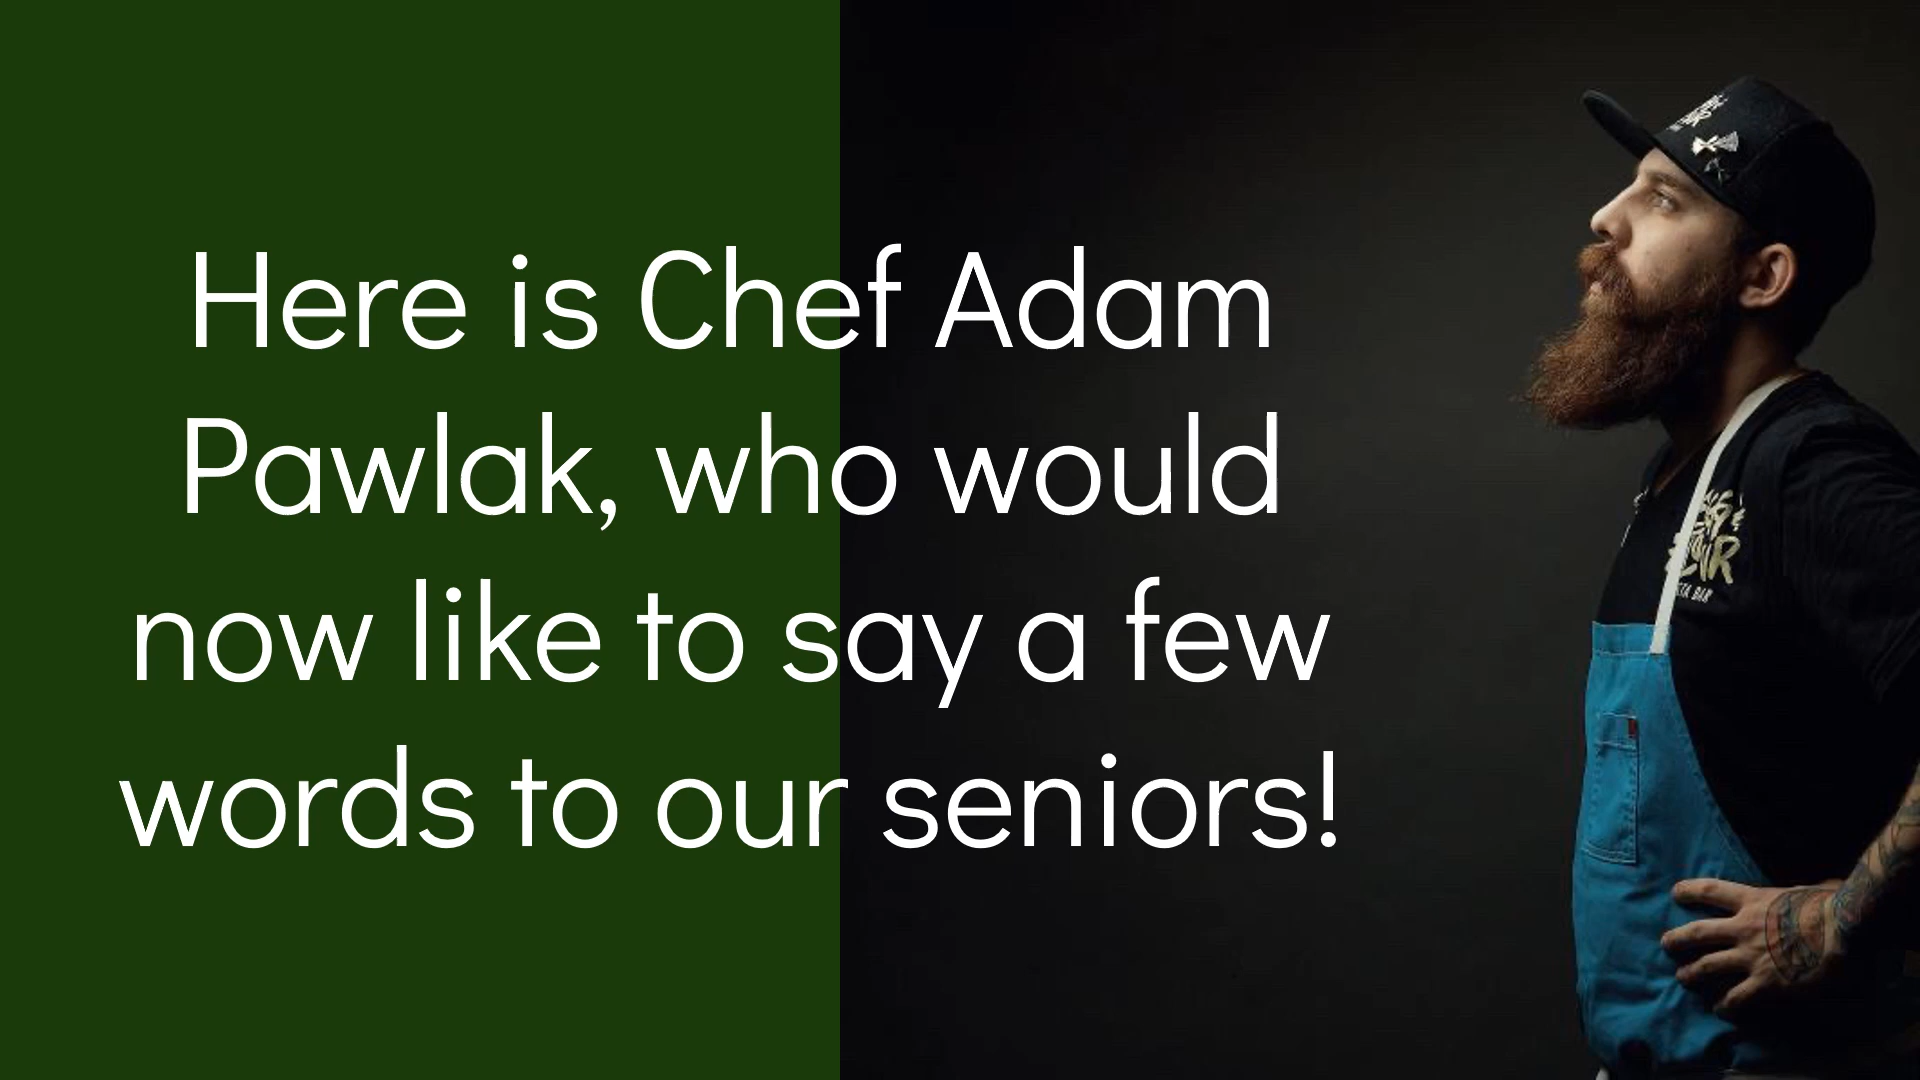 Here is Chef Adam
Pawlak, who would
now like to say a few
words to our seniors!